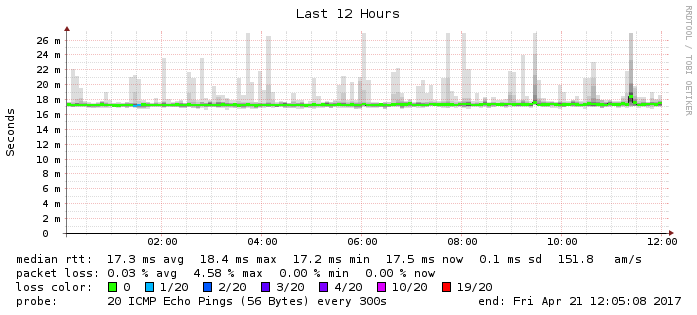 Last 12 Hours
RRDTOOL / TOBI OETIKER
Seconds
26 m
24 m
22 m
20 m
18 m
16 m
14 m
12 m
10 m
8 m
6 m
4 m
2 m
0
02:00 04:00 06:00 08:00 10:00 12:00
median rtt: 17.3 ms avg 18.4 ms max 17.2 ms min 17.5 ms now 0.1 ms sd 151.8 am/s
packet loss: 0.03 % avg 4.58 % max 0.00 % min 0.00 % now
loss color: 0 1/20 2/20 3/20 4/20 10/20 19/20
probe: 20 ICMP Echo Pings (56 Bytes) every 300s end: Fri Apr 21 12:05:08 2017